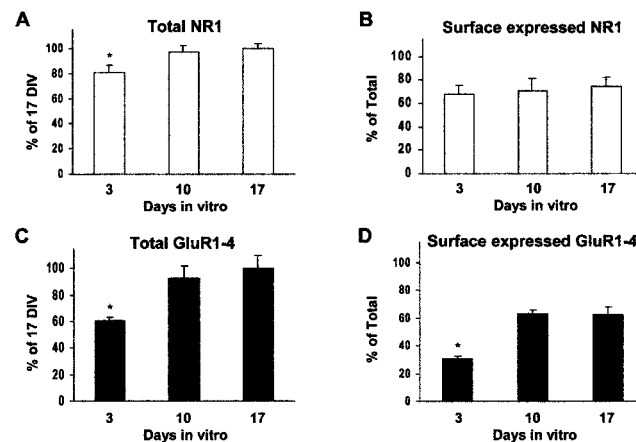 A
Total NR1
% of 17 DIV
100
80
60
40
20
0
*
3 10 17
Days in vitro
B
Surface expressed NR1
% of Total
100
80
60
40
20
0
3 10 17
Days in vitro
C
Total GluR1-4
% of 17 DIV
100
80
60
40
20
0
*
3 10 17
Days in vitro
D
Surface expressed GluR1-4
% of Total
100
80
60
40
20
0
*
3 10 17
Days in vitro